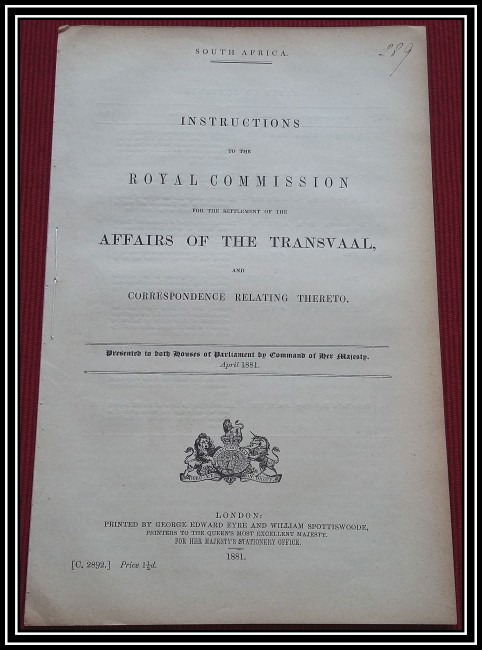 SOUTH AFRICA.
289
INSTRUCTIONS
TO THE
ROYAL COMMISSION
FOR THE SETTLEMENT OF THE
AFFAIRS OF THE TRANSVAAL,
AND
CORRESPONDENCE RELATING THERETO.
Presented to both Houses of Parliament by Command of Her Majesty.
April 1881.
LONDON:
PRINTED BY GEORGE EDWARD EYRE AND WILLIAM SPOTTISWOODE,
PRINTERS TO THE QUEEN'S MOST EXCELLENT MAJESTY.
FOR HER MAJESTY'S STATIONERY OFFICE.
1881.
[C. 2892.] Price 1½d.